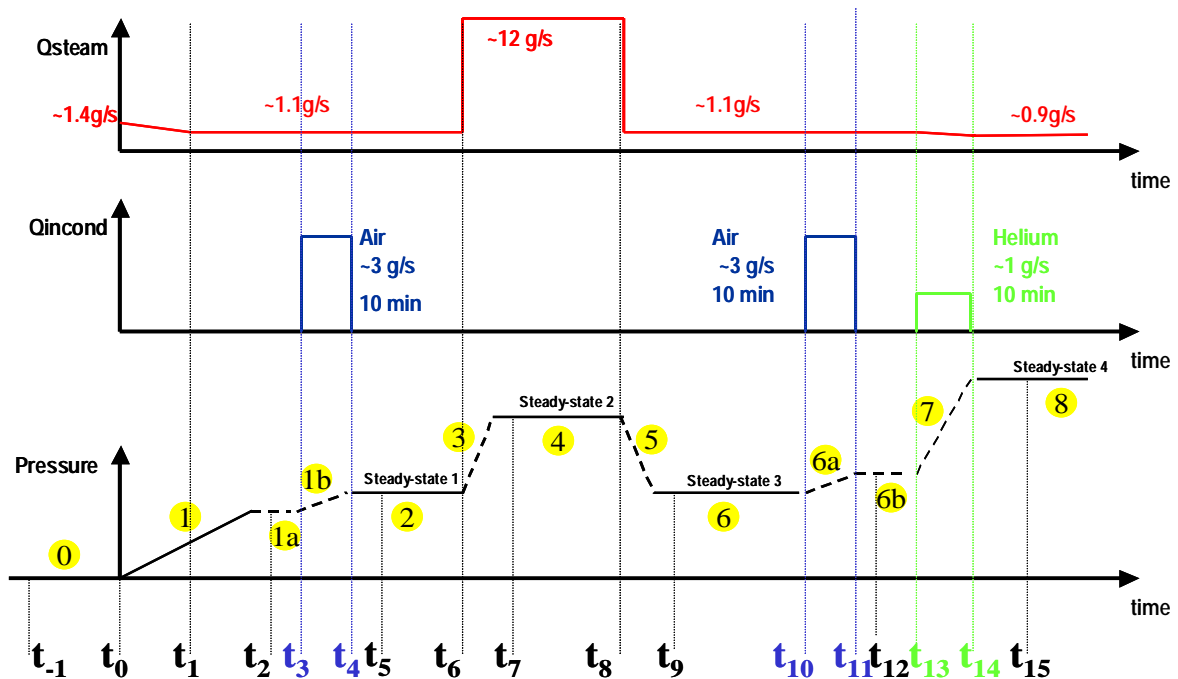 Qsteam
~1.4g/s
~1.1g/s
~12 g/s
~1.1g/s
~0.9g/s
time
Qincond
Air
~3 g/s
10 min
Air
~3 g/s
10 min
Helium
~1 g/s
10 min
time
Pressure
0
1
1a
1b
Steady-state 1
2
3
Steady-state 2
4
5
Steady-state 3
6
6a
6b
7
Steady-state 4
8
time
t-1 t0 t1 t2 t3 t4 t5 t6 t7 t8 t9 t10 t11 t12 t13 t14 t15